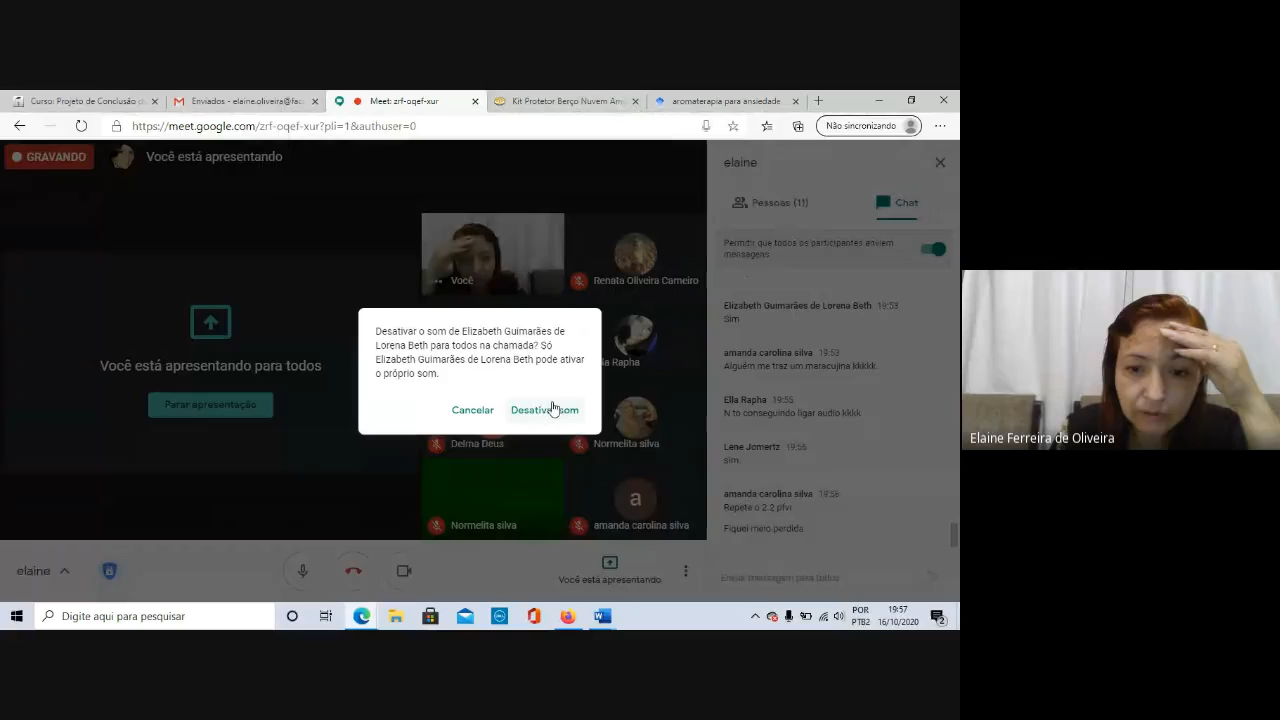 Curso: Projeto de Conclusão d
Enviados - elaine.oliveira@fac
Meet: zrf-oqef-xur
Kit Protetor Berço Nuvem Am
aromaterapia para ansiedade
https://meet.google.com/zrf-oqef-xur?pli=1&authuser=0
Não sincronizando
GRAVANDO
Você está apresentando
elaine
Pessoas (11)
Chat
Permitir que todos os participantes enviem
mensagens
Você
Renata Oliveira Carneiro
Você está apresentando para todos
Parar apresentação
Desativar o som de Elizabeth Guimarães de
Lorena Beth para todos na chamada? Só
Elizabeth Guimarães de Lorena Beth pode ativar
o próprio som.
Cancelar
Desativar som
la Rapha
Delma Deus
Normelita silva
Normelita silva
a
amanda carolina silva
Elizabeth Guimarães de Lorena Beth 19:53
Sim
amanda carolina silva 19:53
Alguém me traz um maracujina kkkkk
Ella Rapha 19:55
N to conseguindo ligar audio kkkk
Lene Jomertz 19:56
sim.
amanda carolina silva 19:56
Repete o 2.2 pfvr
Fiquei meio perdida
Enviar mensagem para todos
elaine
Você está apresentando
Digite aqui para pesquisar
POR
PTB2
19:57
16/10/2020
2
Elaine Ferreira de Oliveira